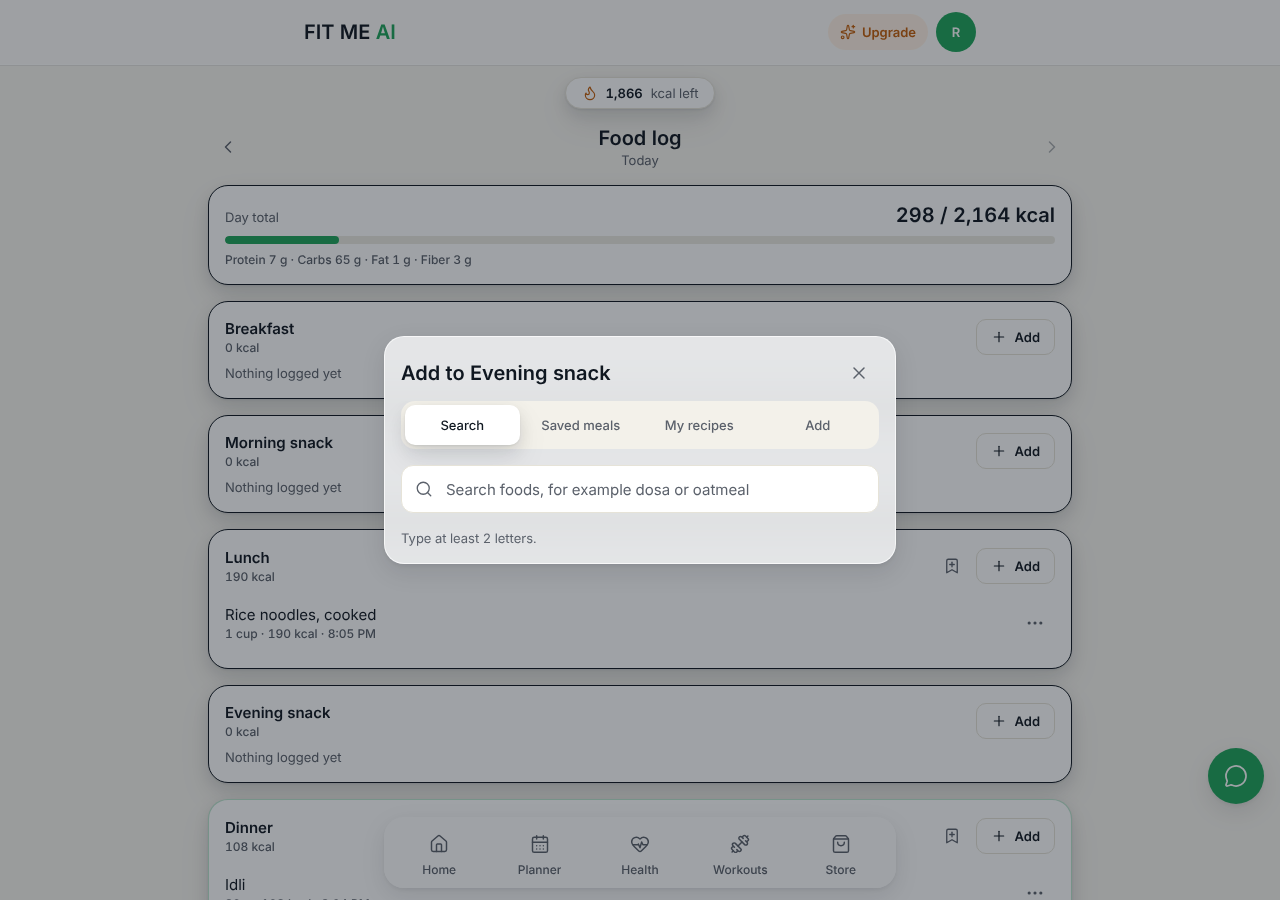 FIT ME AI
Upgrade
R
1,866 kcal left
Food log
Today
Day total
298 / 2,164 kcal
Protein 7 g · Carbs 65 g · Fat 1 g · Fiber 3 g
Breakfast
0 kcal
Nothing logged yet
Add
Add to Evening snack
Search
Saved meals
My recipes
Add
Search foods, for example dosa or oatmeal
Type at least 2 letters.
Morning snack
0 kcal
Nothing logged yet
Add
Lunch
190 kcal
Add
Rice noodles, cooked
1 cup · 190 kcal · 8:05 PM
Evening snack
0 kcal
Nothing logged yet
Add
Dinner
108 kcal
Add
Idli
Home
Planner
Health
Workouts
Store